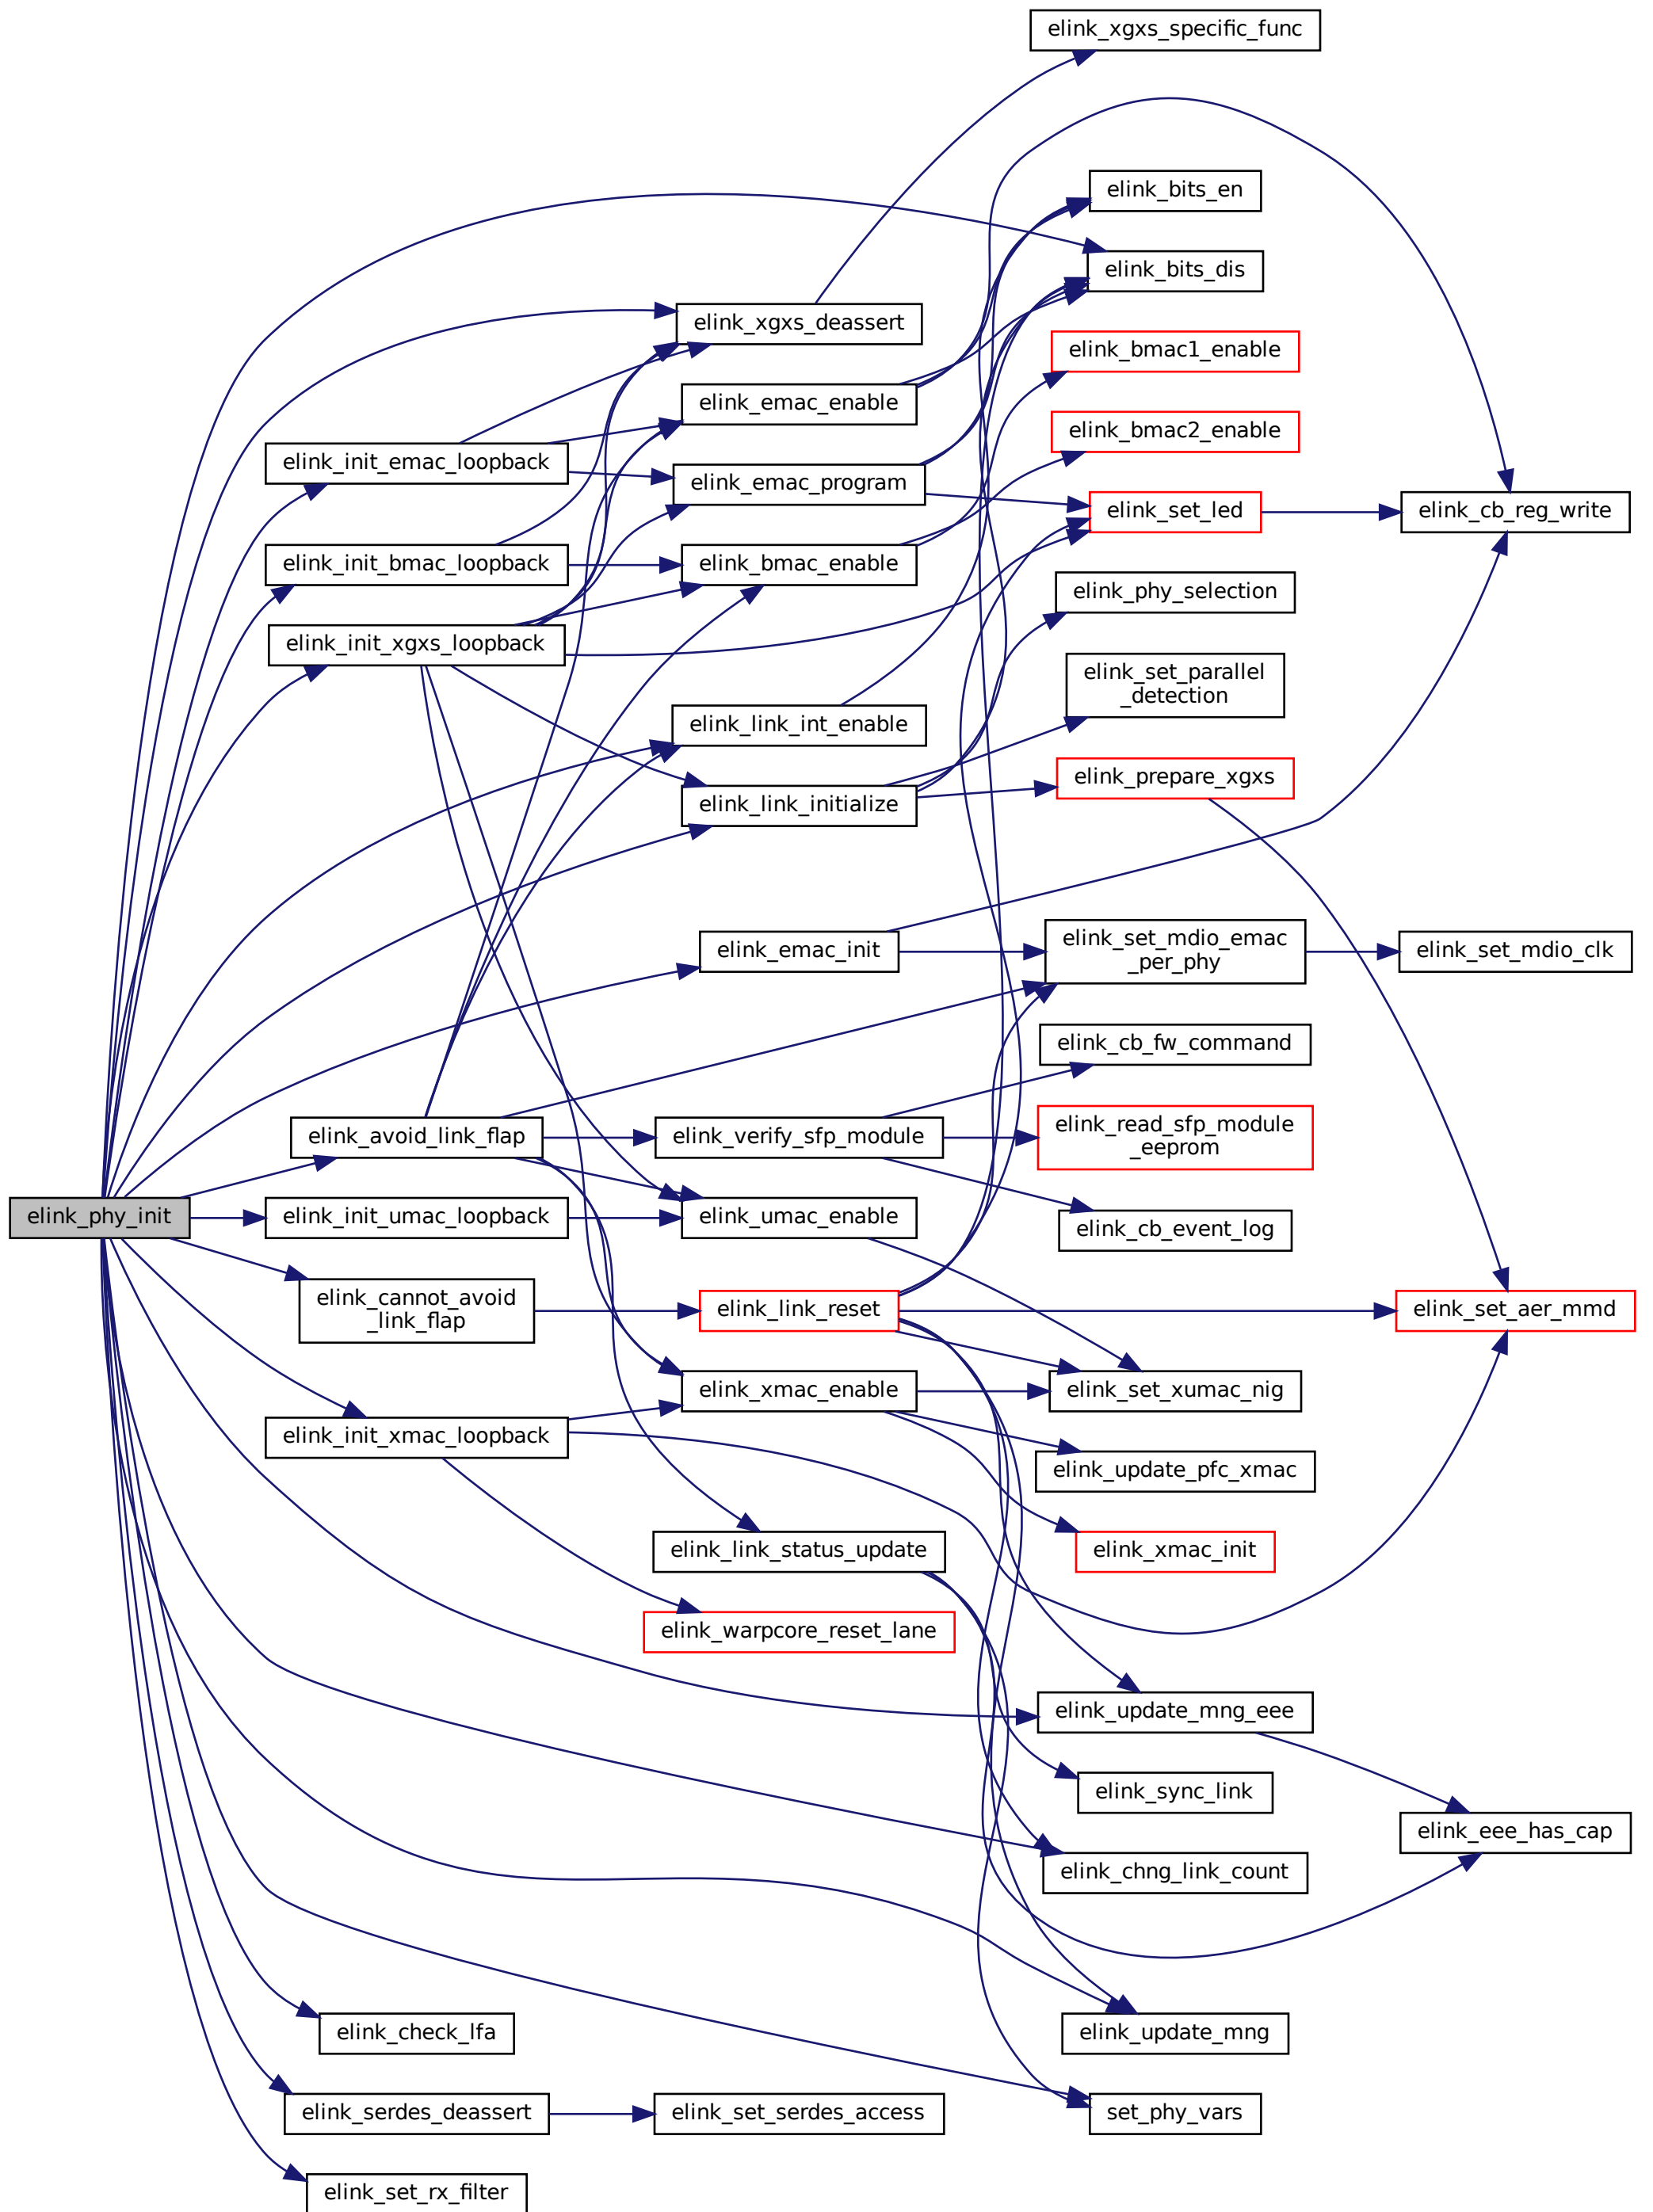 elink_xgxs_specific_func
elink_bits_en
elink_bits_dis
elink_xgxs_deassert
elink_bmac1_enable
elink_emac_enable
elink_bmac2_enable
elink_init_emac_loopback
elink_emac_program
elink_set_led
elink_cb_reg_write
elink_init_bmac_loopback
elink_bmac_enable
elink_phy_selection
elink_init_xgxs_loopback
elink_set_parallel
_detection
elink_link_int_enable
elink_prepare_xgxs
elink_link_initialize
elink_emac_init
elink_set_mdio_emac
_per_phy
elink_set_mdio_clk
elink_cb_fw_command
elink_avoid_link_flap
elink_verify_sfp_module
elink_read_sfp_module
_eeprom
elink_phy_init
elink_init_umac_loopback
elink_umac_enable
elink_cb_event_log
elink_cannot_avoid
_link_flap
elink_link_reset
elink_set_aer_mmd
elink_xmac_enable
elink_set_xumac_nig
elink_init_xmac_loopback
elink_update_pfc_xmac
elink_link_status_update
elink_xmac_init
elink_warpcore_reset_lane
elink_update_mng_eee
elink_sync_link
elink_eee_has_cap
elink_chng_link_count
elink_check_lfa
elink_update_mng
elink_serdes_deassert
elink_set_serdes_access
set_phy_vars
elink_set_rx_filter